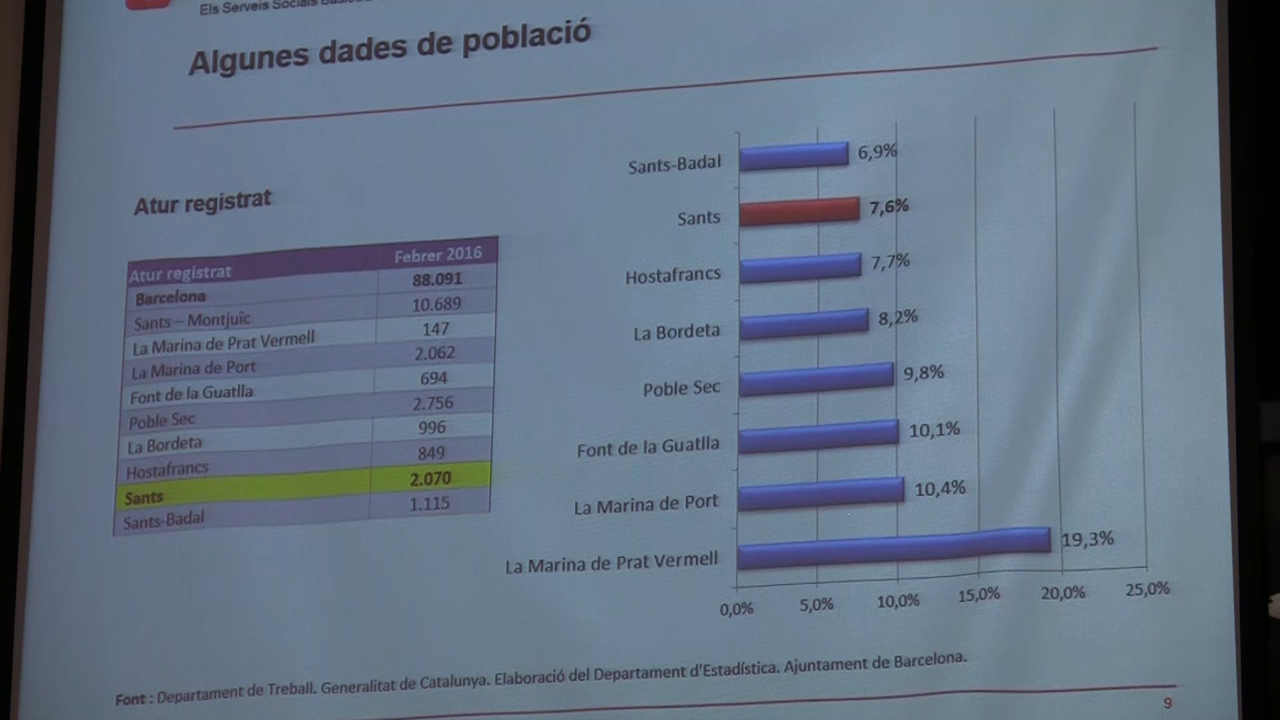 Els Serveis Socials
Algunes dades de població
Atur registrat
Atur registrat Febrer 2016
Barcelona 88.091
Sants – Montjuïc 10.689
La Marina de Prat Vermell 147
La Marina de Port 2.062
Font de la Guatlla 694
Poble Sec 2.756
La Bordeta 996
Hostafrancs 849
Sants 2.070
Sants-Badal 1.115
Sants-Badal 6,9%
Sants 7,6%
Hostafrancs 7,7%
La Bordeta 8,2%
Poble Sec 9,8%
Font de la Guatlla 10,1%
La Marina de Port 10,4%
La Marina de Prat Vermell 19,3%
0,0% 5,0% 10,0% 15,0% 20,0% 25,0%
Font : Departament de Treball. Generalitat de Catalunya. Elaboració del Departament d'Estadística. Ajuntament de Barcelona.
9